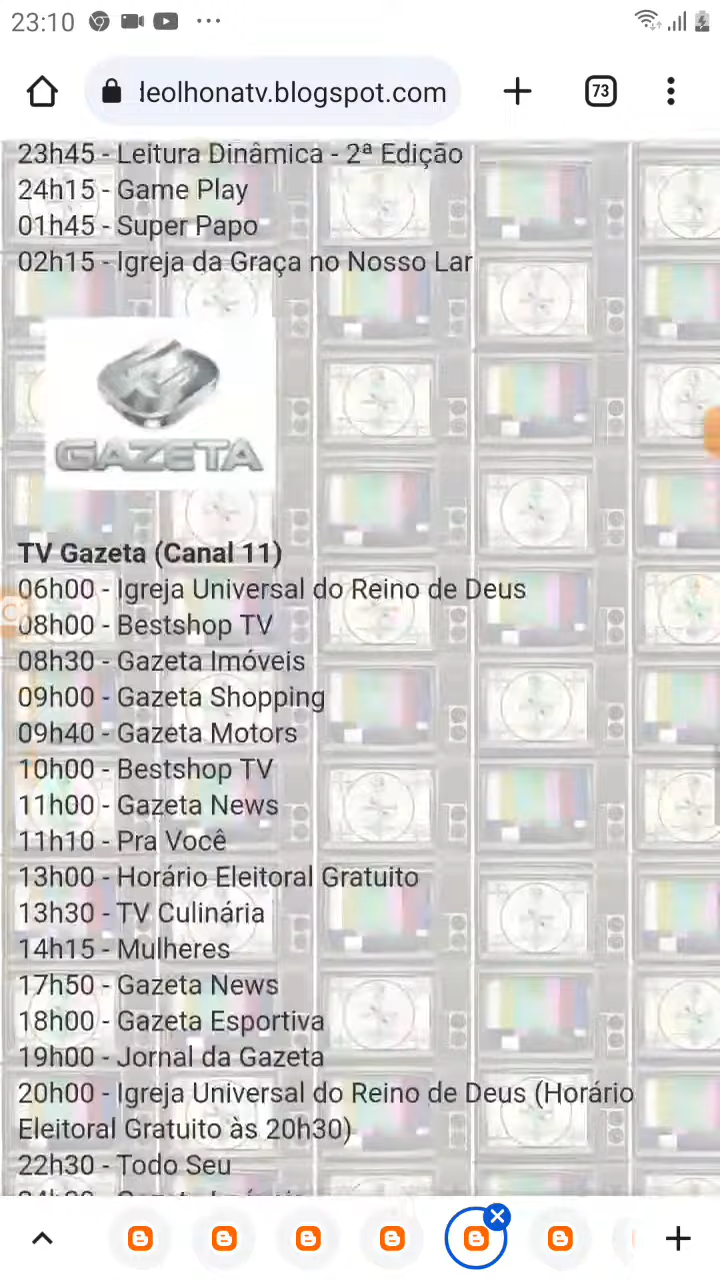 23:10
73
deolhonatv.blogspot.com
23h45 - Leitura Dinâmica - 2ª Edição
24h15 - Game Play
01h45 - Super Papo
02h15 - Igreja da Graça no Nosso Lar
GAZETA
TV Gazeta (Canal 11)
06h00 - Igreja Universal do Reino de Deus
08h00 - Bestshop TV
08h30 - Gazeta Imóveis
09h00 - Gazeta Shopping
09h40 - Gazeta Motors
10h00 - Bestshop TV
11h00 - Gazeta News
11h10 - Pra Você
13h00 - Horário Eleitoral Gratuito
13h30 - TV Culinária
14h15 - Mulheres
17h50 - Gazeta News
18h00 - Gazeta Esportiva
19h00 - Jornal da Gazeta
20h00 - Igreja Universal do Reino de Deus (Horário
Eleitoral Gratuito às 20h30)
22h30 - Todo Seu